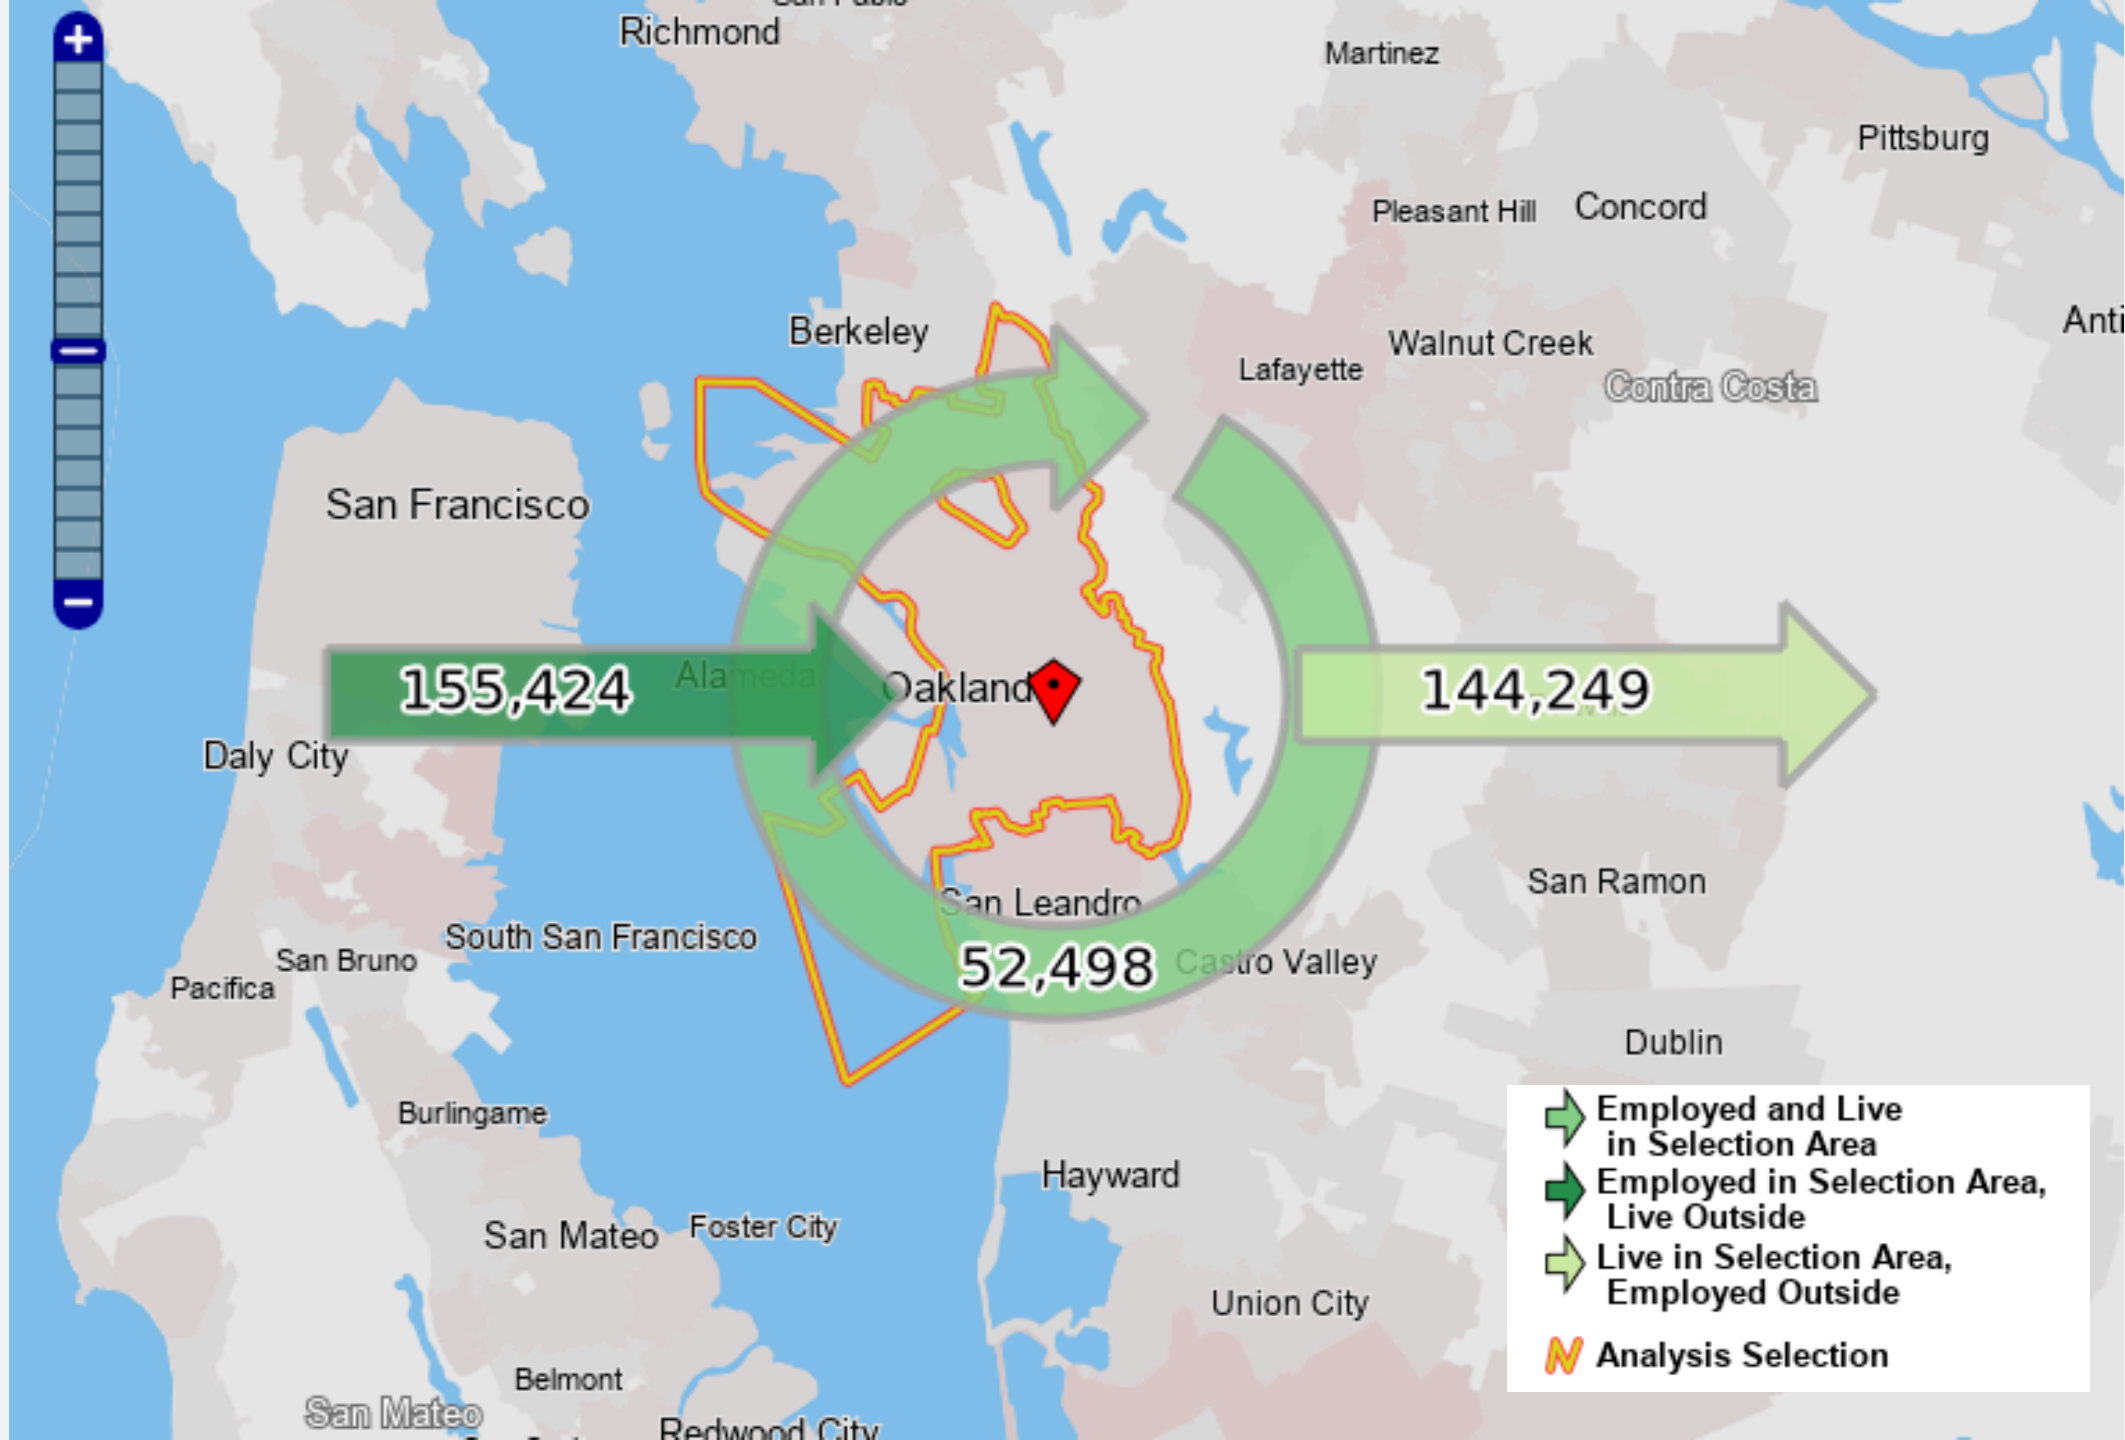 Richmond
Martinez
Pittsburg
Pleasant Hill
Concord
Berkeley
Walnut Creek
Lafayette
Contra Costa
San Francisco
155,424
Alameda
Oakland
144,249
Daly City
San Leandro
San Ramon
South San Francisco
San Bruno
52,498
Castro Valley
Pacifica
Dublin
Burlingame
Hayward
San Mateo
Foster City
Union City
Belmont
San Mateo
Redwood City
Employed and Live
in Selection Area
Employed in Selection Area,
Live Outside
Live in Selection Area,
Employed Outside
Analysis Selection